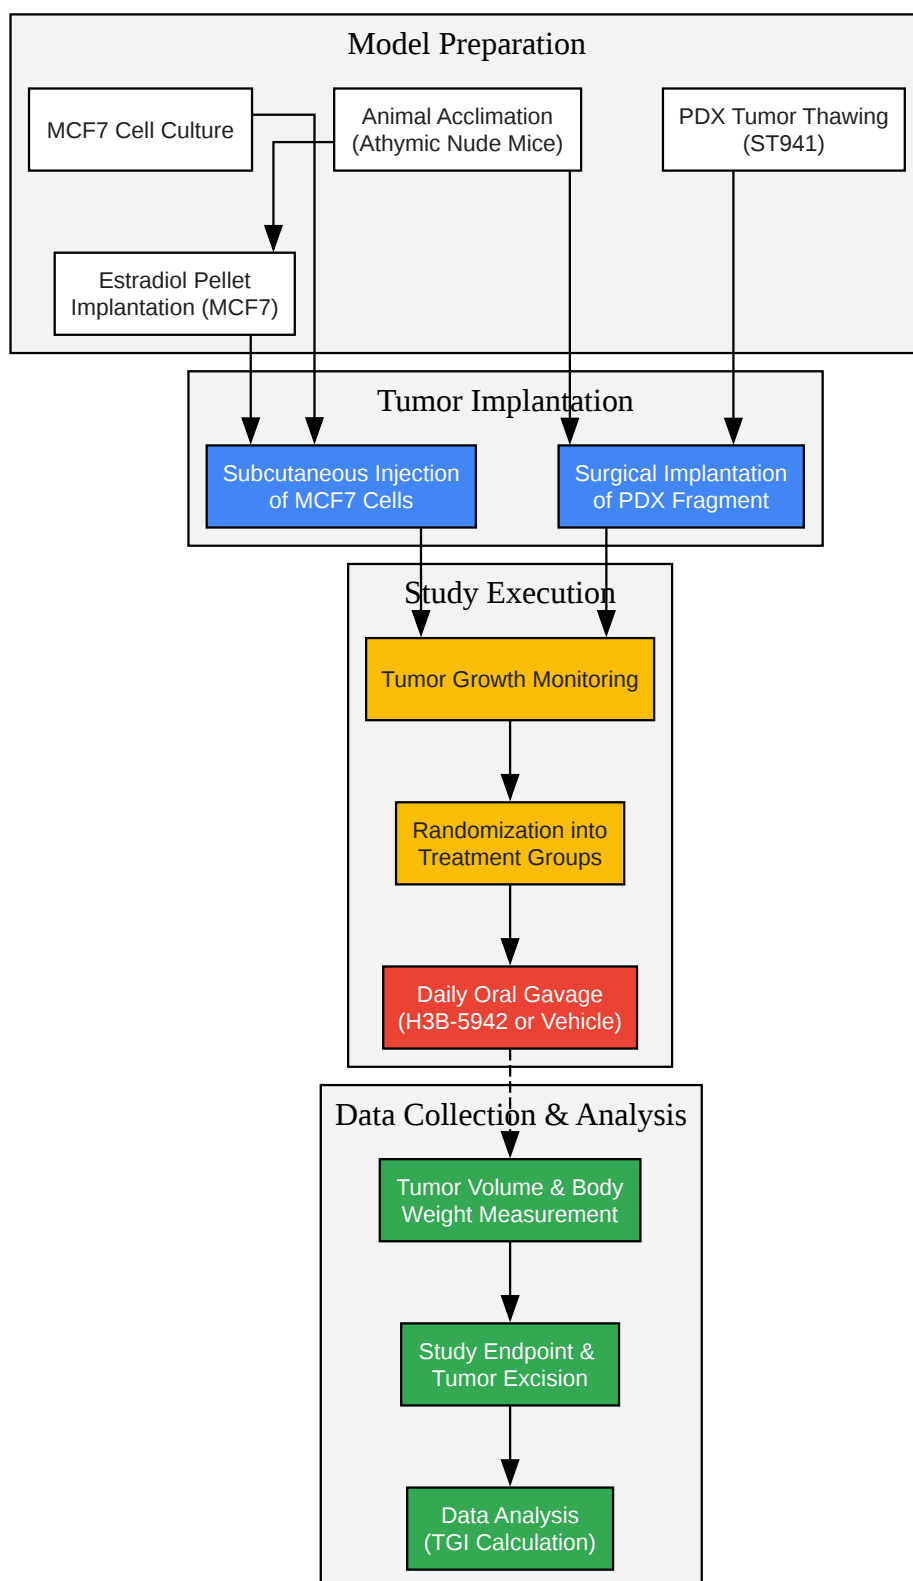 Model Preparation
MCF7 Cell Culture
Animal Acclimation
(Athymic Nude Mice)
PDX Tumor Thawing
(ST941)
Estradiol Pellet
Implantation (MCF7)
Tumor Implantation
Subcutaneous Injection
of MCF7 Cells
Surgical Implantation
of PDX Fragment
Study Execution
Tumor Growth Monitoring
Randomization into
Treatment Groups
Daily Oral Gavage
(H3B-5942 or Vehicle)
Data Collection & Analysis
Tumor Volume & Body
Weight Measurement
Study Endpoint &
Tumor Excision
Data Analysis
(TGI Calculation)